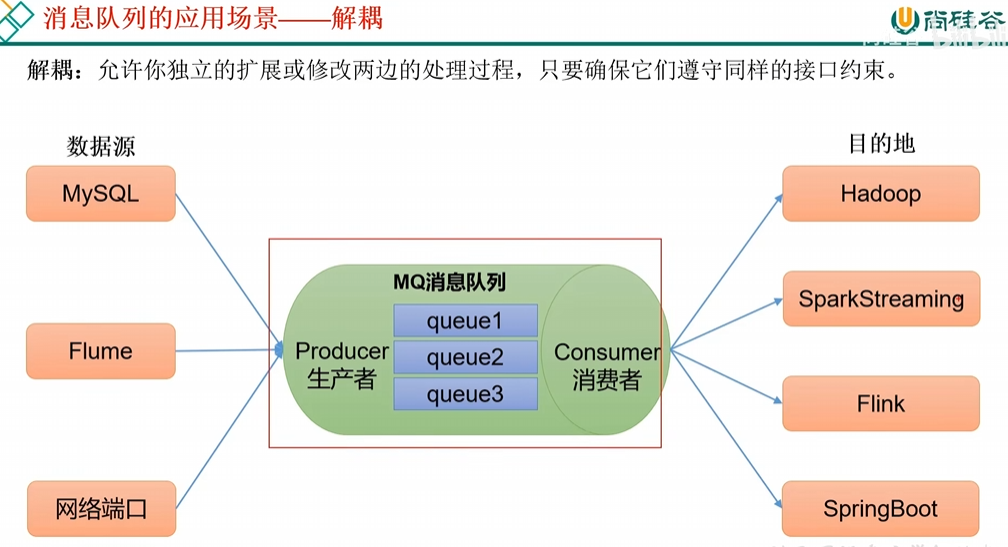 消息队列的应用场景——解耦
尚硅谷
解耦：允许你独立的扩展或修改两边的处理过程，只要确保它们遵守同样的接口约束。
数据源
目的地
MySQL
Flume
网络端口
MQ消息队列
queue1
queue2
queue3
Producer
生产者
Consumer
消费者
Hadoop
SparkStreaming
Flink
SpringBoot